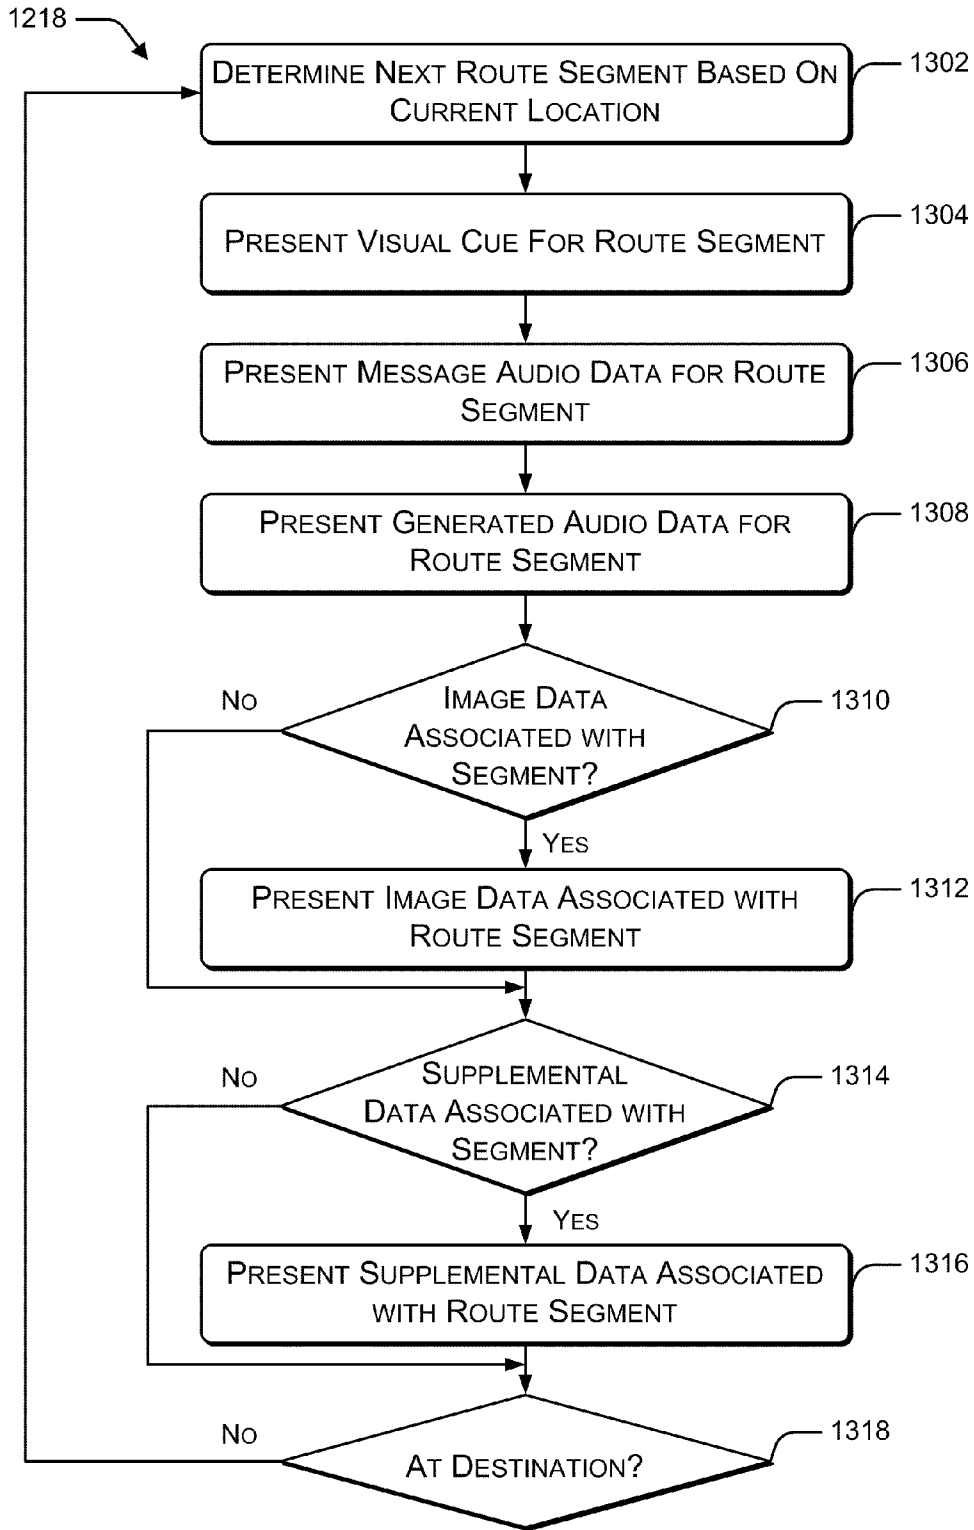 1218
DETERMINE NEXT ROUTE SEGMENT BASED ON
CURRENT LOCATION
1302
PRESENT VISUAL CUE FOR ROUTE SEGMENT
1304
PRESENT MESSAGE AUDIO DATA FOR ROUTE
SEGMENT
1306
PRESENT GENERATED AUDIO DATA FOR
ROUTE SEGMENT
1308
IMAGE DATA
ASSOCIATED WITH
SEGMENT?
1310
NO
YES
PRESENT IMAGE DATA ASSOCIATED WITH
ROUTE SEGMENT
1312
SUPPLEMENTAL
DATA ASSOCIATED WITH
SEGMENT?
1314
NO
YES
PRESENT SUPPLEMENTAL DATA ASSOCIATED
WITH ROUTE SEGMENT
1316
AT DESTINATION?
1318
NO